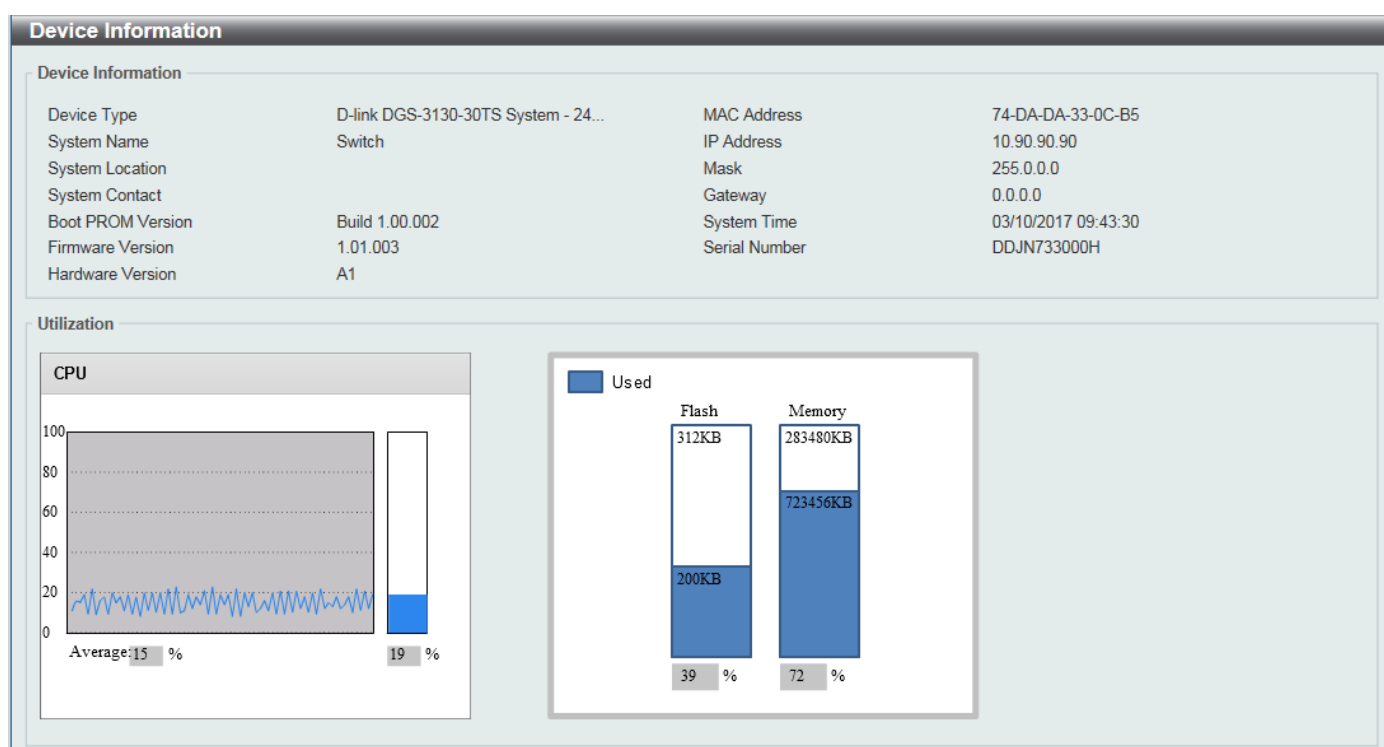 Device Information
Device Information
Device Type D-link DGS-3130-30TS System - 24... MAC Address 74-DA-DA-33-0C-B5
System Name Switch IP Address 10.90.90.90
System Location Mask 255.0.0.0
System Contact Gateway 0.0.0.0
Boot PROM Version Build 1.00.002 System Time 03/10/2017 09:43:30
Firmware Version 1.01.003 Serial Number DDJN733000H
Hardware Version A1
Utilization
CPU
100
80
60
40
20
0
Average:15 % 19 %
Used
Flash Memory
312KB 283480KB
723456KB
200KB
39 % 72 %